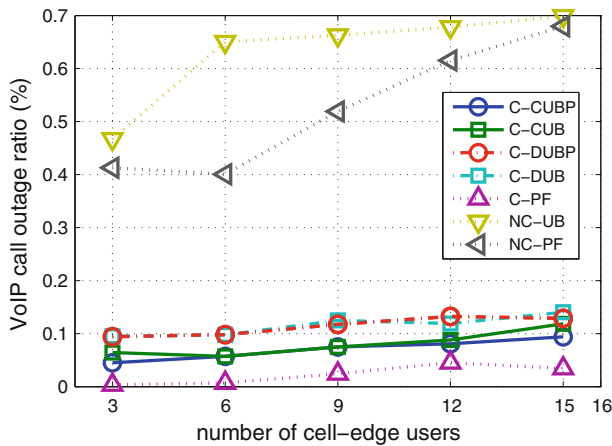 0.7
0.6
0.5
0.4
0.3
0.2
0.1
0
VoIP call outage ratio (%)
C−CUBP
C−CUB
C−DUBP
C−DUB
C−PF
NC−UB
NC−PF
3 6 9 12 15 16
number of cell−edge users